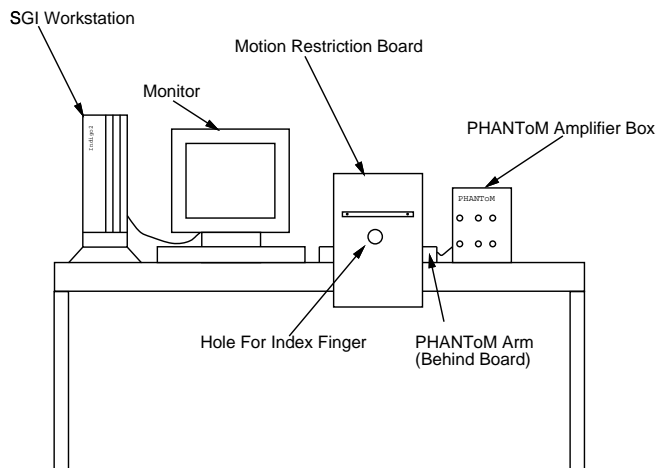 SGI Workstation
Motion Restriction Board
Monitor
PHANToM Amplifier Box
Indigo2
PHANToM
Hole For Index Finger
PHANToM Arm
(Behind Board)